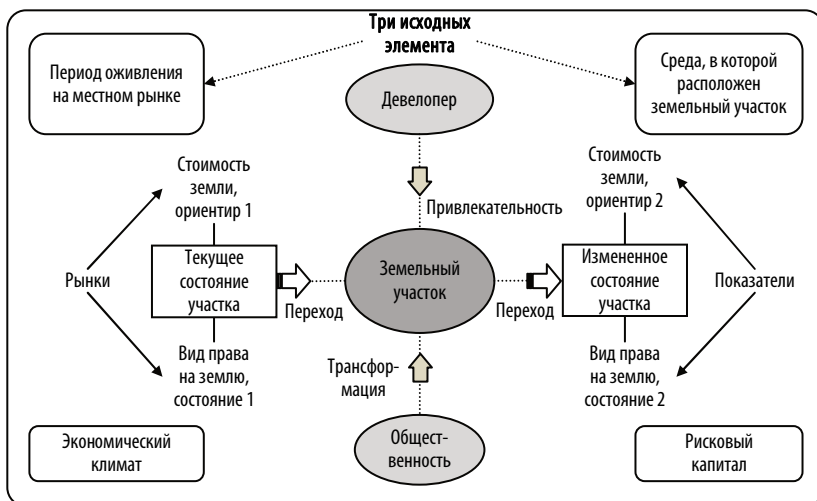 Три исходных
элемента
Период оживления
на местном рынке
Девелопер
Среда, в которой
расположен
земельный участок
Стоимость
земли,
ориентир 1
Привлекательность
Стоимость
земли,
ориентир 2
Рынки
Текущее
состояние
участка
Переход
Земельный
участок
Переход
Измененное
состояние
участка
Показатели
Вид права
на землю,
состояние 1
Трансфор-
мация
Вид права
на землю,
состояние 2
Экономический
климат
Общест-
венность
Рисковый
капитал